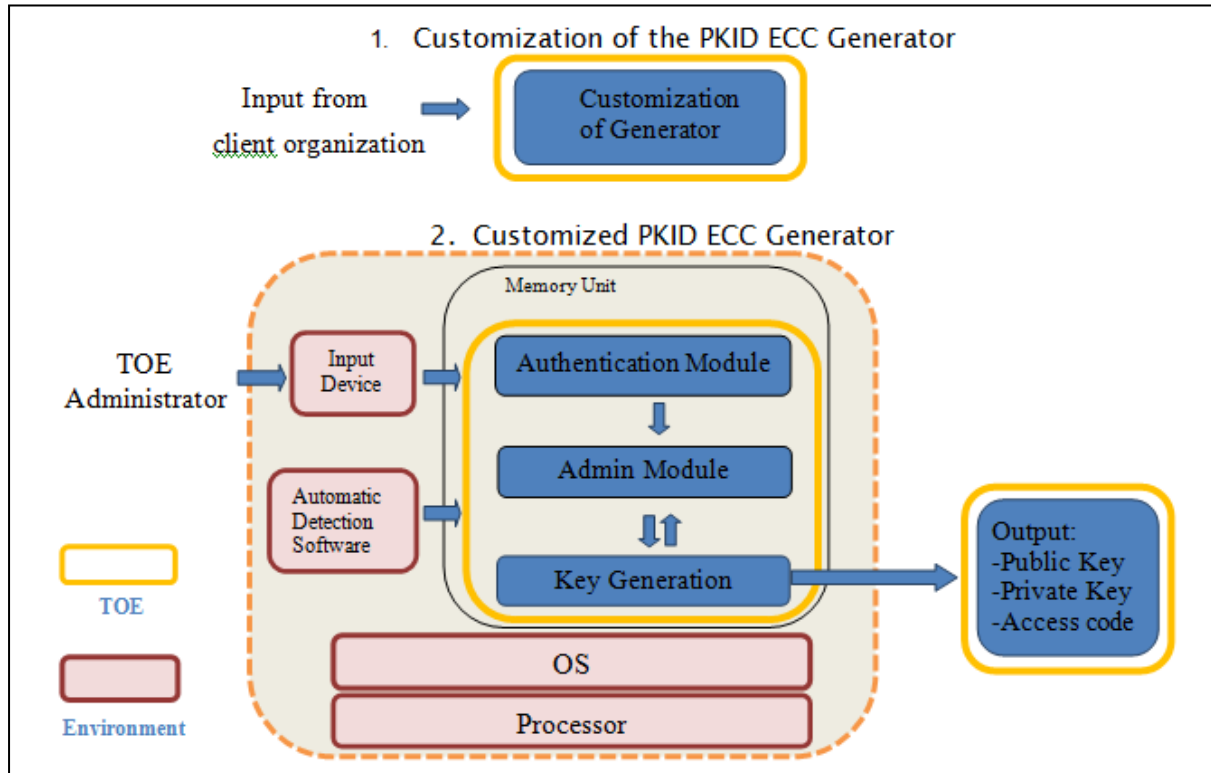 1. Customization of the PKID ECC Generator
Input from
client organization
Customization
of Generator
2. Customized PKID ECC Generator
Memory Unit
TOE
Administrator
Input
Device
Authentication Module
Admin Module
Automatic
Detection
Software
Key Generation
Output:
-Public Key
-Private Key
-Access code
TOE
OS
Environment
Processor